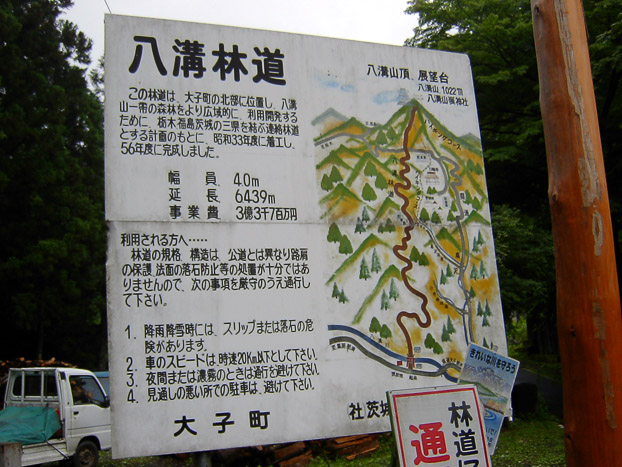 八溝林道
この林道は、大子町の北部に位置し、八溝
山一帯の森林をより広域的に、利用開発する
ために、栃木福島茨城の三県を結ぶ連絡林道
とする計画のもとに、昭和33年度に着工し、
56年度に完成しました。
幅員 4.0m
延長 6439m
事業費 3億3千7百万円
利用される方へ……
林道の規格、構造は、公道とは異なり路肩
の保護、法面の落石防止等の処置が十分ではあ
りませんので、次の事項を厳守のうえ通行し
て下さい。
1. 降雨降雪時には、スリップまたは落石の危
険があります。
2. 車のスピードは時速20Km以下として下さい.
3. 夜間または濃霧のときは通行を避けて下さい.
4. 見通しの悪い所での駐車は、避けて下さい.
大子町
八溝山頂、展望台
八溝山 1022m
八溝山嶺神社
社茨城
きれいな川を守ろう
林道
通